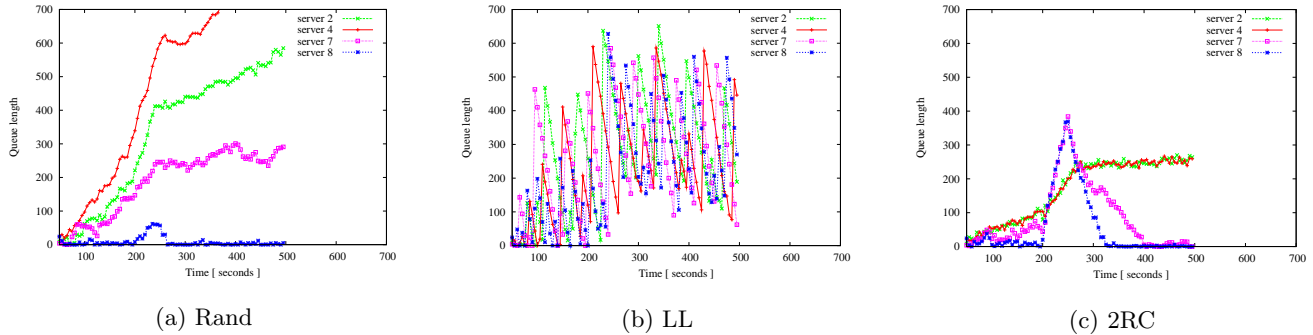 700
600
500
400
300
200
100
0
Queue length
100 200 300 400 500 600 700
Time [ seconds ]
server 2
server 4
server 7
server 8
(a) Rand
700
600
500
400
300
200
100
0
Queue length
100 200 300 400 500 600 700
Time [ seconds ]
server 2
server 4
server 7
server 8
(b) LL
700
600
500
400
300
200
100
0
Queue length
100 200 300 400 500 600 700
Time [ seconds ]
server 2
server 4
server 7
server 8
(c) 2RC